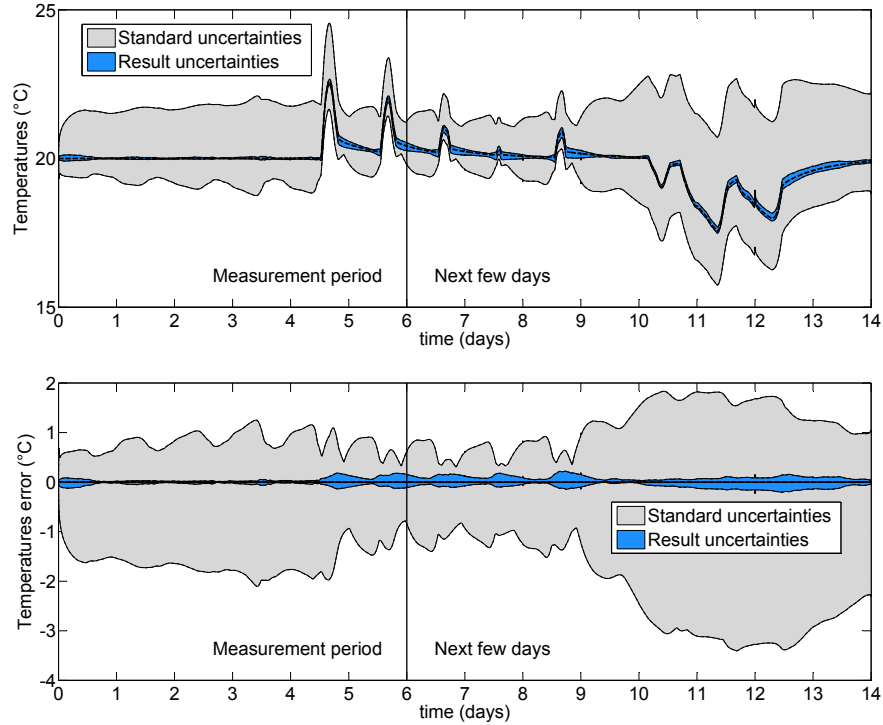 25
20
15
Temperatures (°C)
Standard uncertainties
Result uncertainties
Measurement period
Next few days
0 1 2 3 4 5 6 7 8 9 10 11 12 13 14
time (days)
2
1
0
-1
-2
-3
-4
Temperatures error (°C)
Standard uncertainties
Result uncertainties
Measurement period
Next few days
0 1 2 3 4 5 6 7 8 9 10 11 12 13 14
time (days)